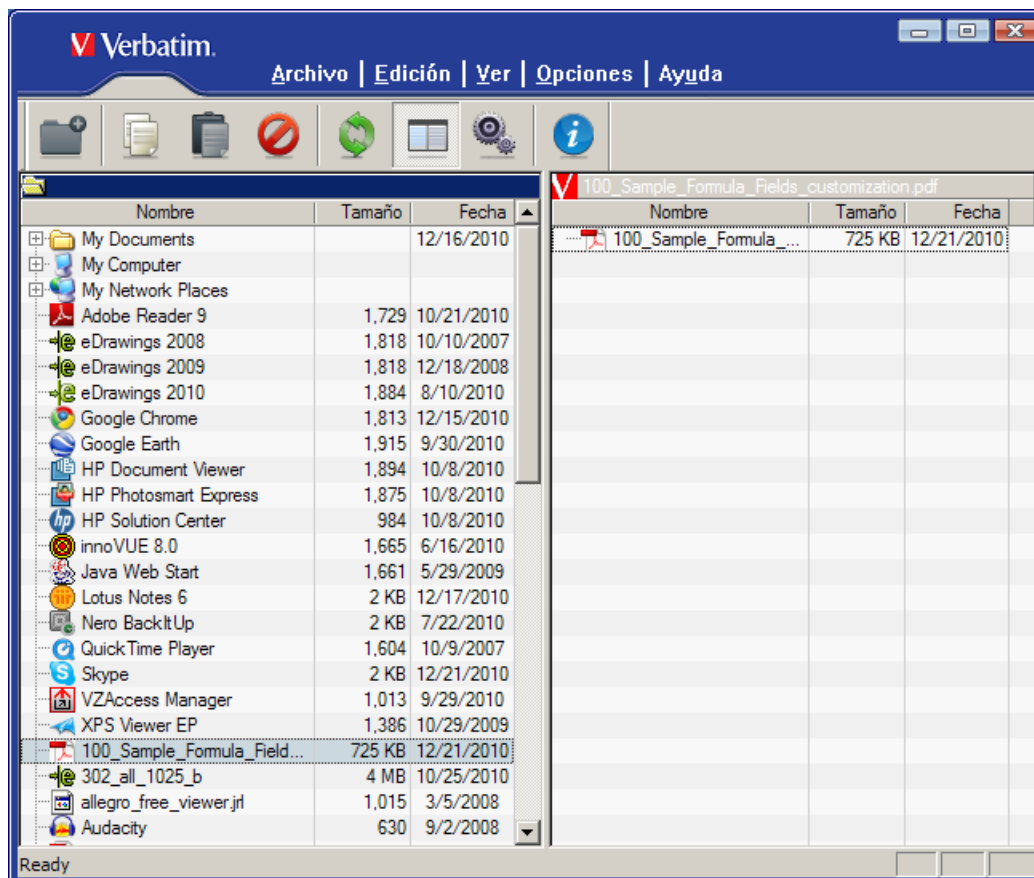 Verbatim.
Archivo | Edición | Ver | Opciones | Ayuda
Nombre Tamaño Fecha
My Documents 12/16/2010
My Computer
My Network Places
Adobe Reader 9 1,729 10/21/2010
eDrawings 2008 1,818 10/10/2007
eDrawings 2009 1,818 12/18/2008
eDrawings 2010 1,884 8/10/2010
Google Chrome 1,813 12/15/2010
Google Earth 1,915 9/30/2010
HP Document Viewer 1,894 10/8/2010
HP Photosmart Express 1,875 10/8/2010
HP Solution Center 984 10/8/2010
innoVUE 8.0 1,665 6/16/2010
Java Web Start 1,661 5/29/2009
Lotus Notes 6 2 KB 12/17/2010
Nero BackItUp 2 KB 7/22/2010
QuickTime Player 1,604 10/9/2007
Skype 2 KB 12/21/2010
VZAccess Manager 1,013 9/29/2010
XPS Viewer EP 1,386 10/29/2009
100_Sample_Formula_Field... 725 KB 12/21/2010
302_all_1025_b 4 MB 10/25/2010
allegro_free_viewer.jrl 1,015 3/5/2008
Audacity 630 9/2/2008
100_Sample_Formula_Fields_customization.pdf
Nombre Tamaño Fecha
100_Sample_Formula_... 725 KB 12/21/2010
Ready